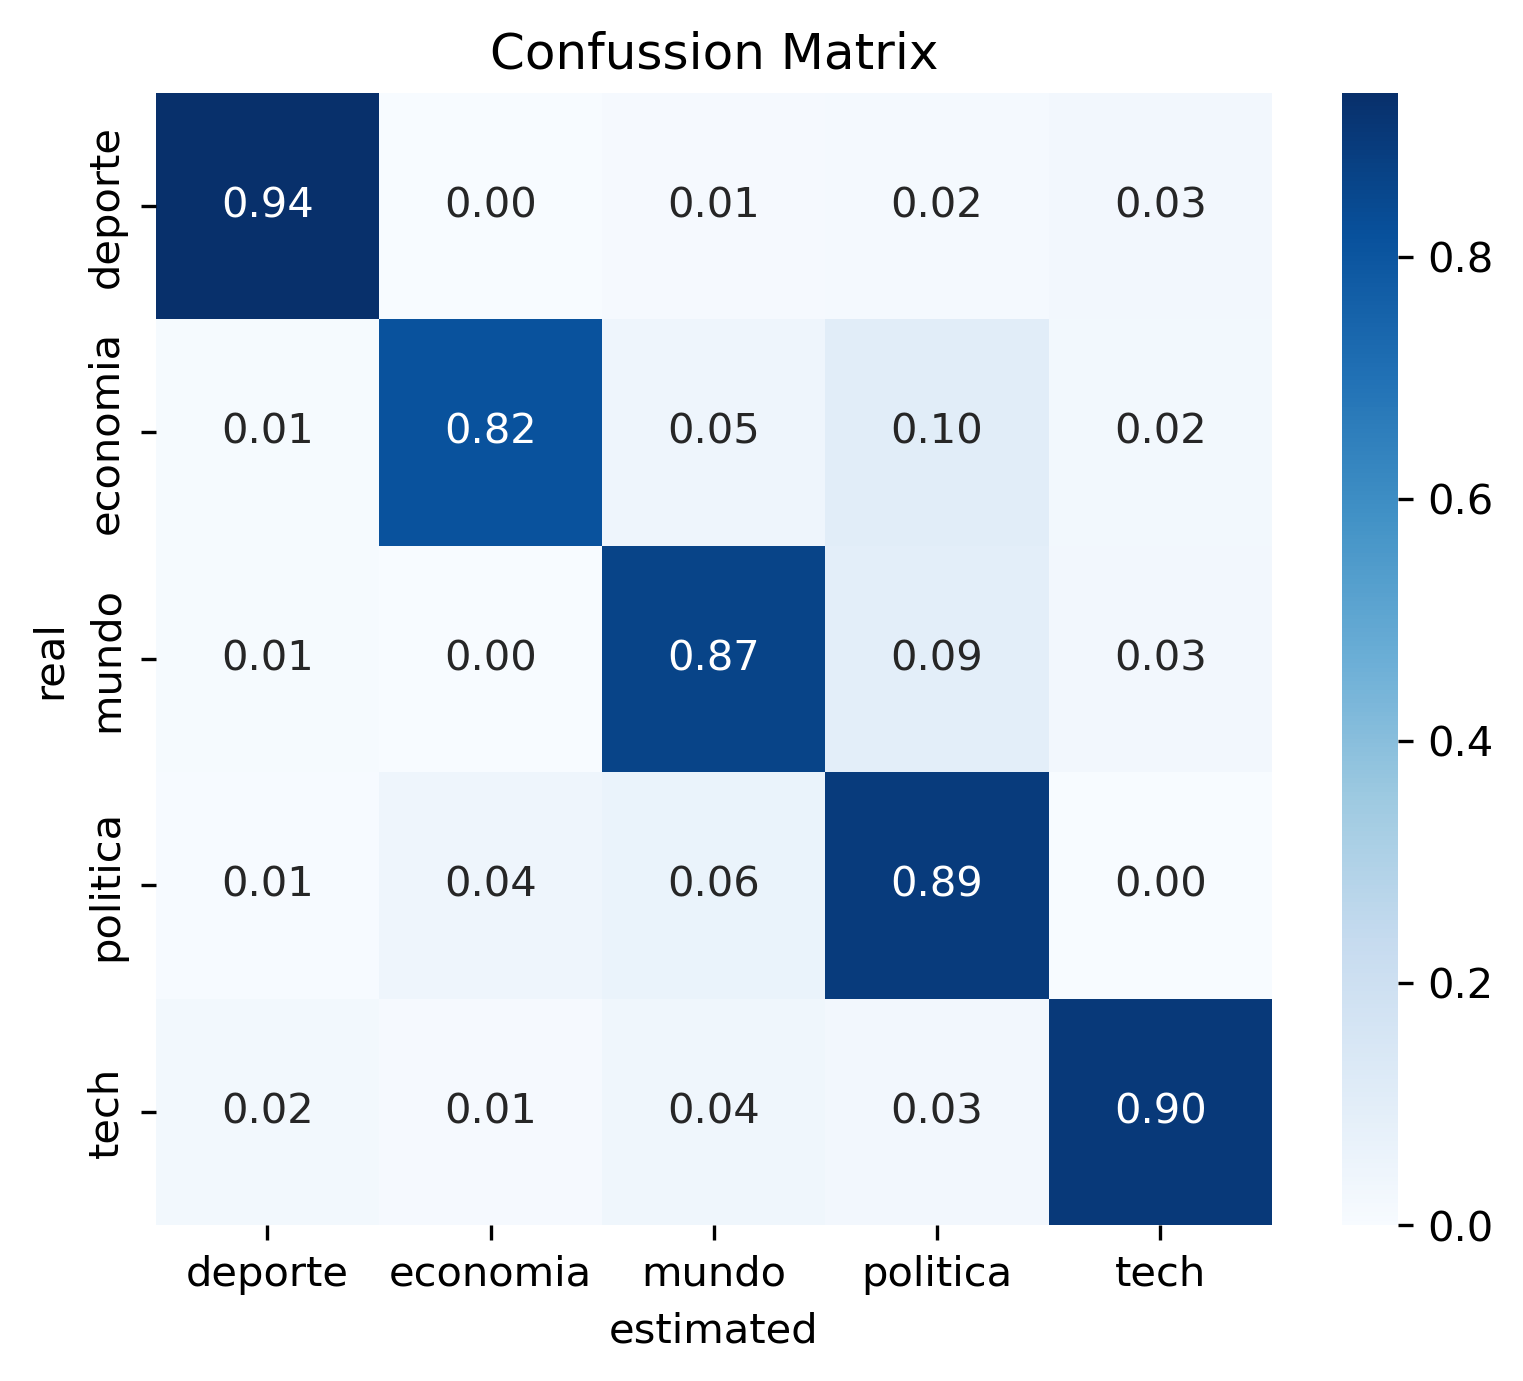 Confussion Matrix
deporte 0.94 0.00 0.01 0.02 0.03
economia 0.01 0.82 0.05 0.10 0.02
mundo 0.01 0.00 0.87 0.09 0.03
politica 0.01 0.04 0.06 0.89 0.00
tech 0.02 0.01 0.04 0.03 0.90
real
deporte economia mundo politica tech
estimated
0.8
0.6
0.4
0.2
0.0